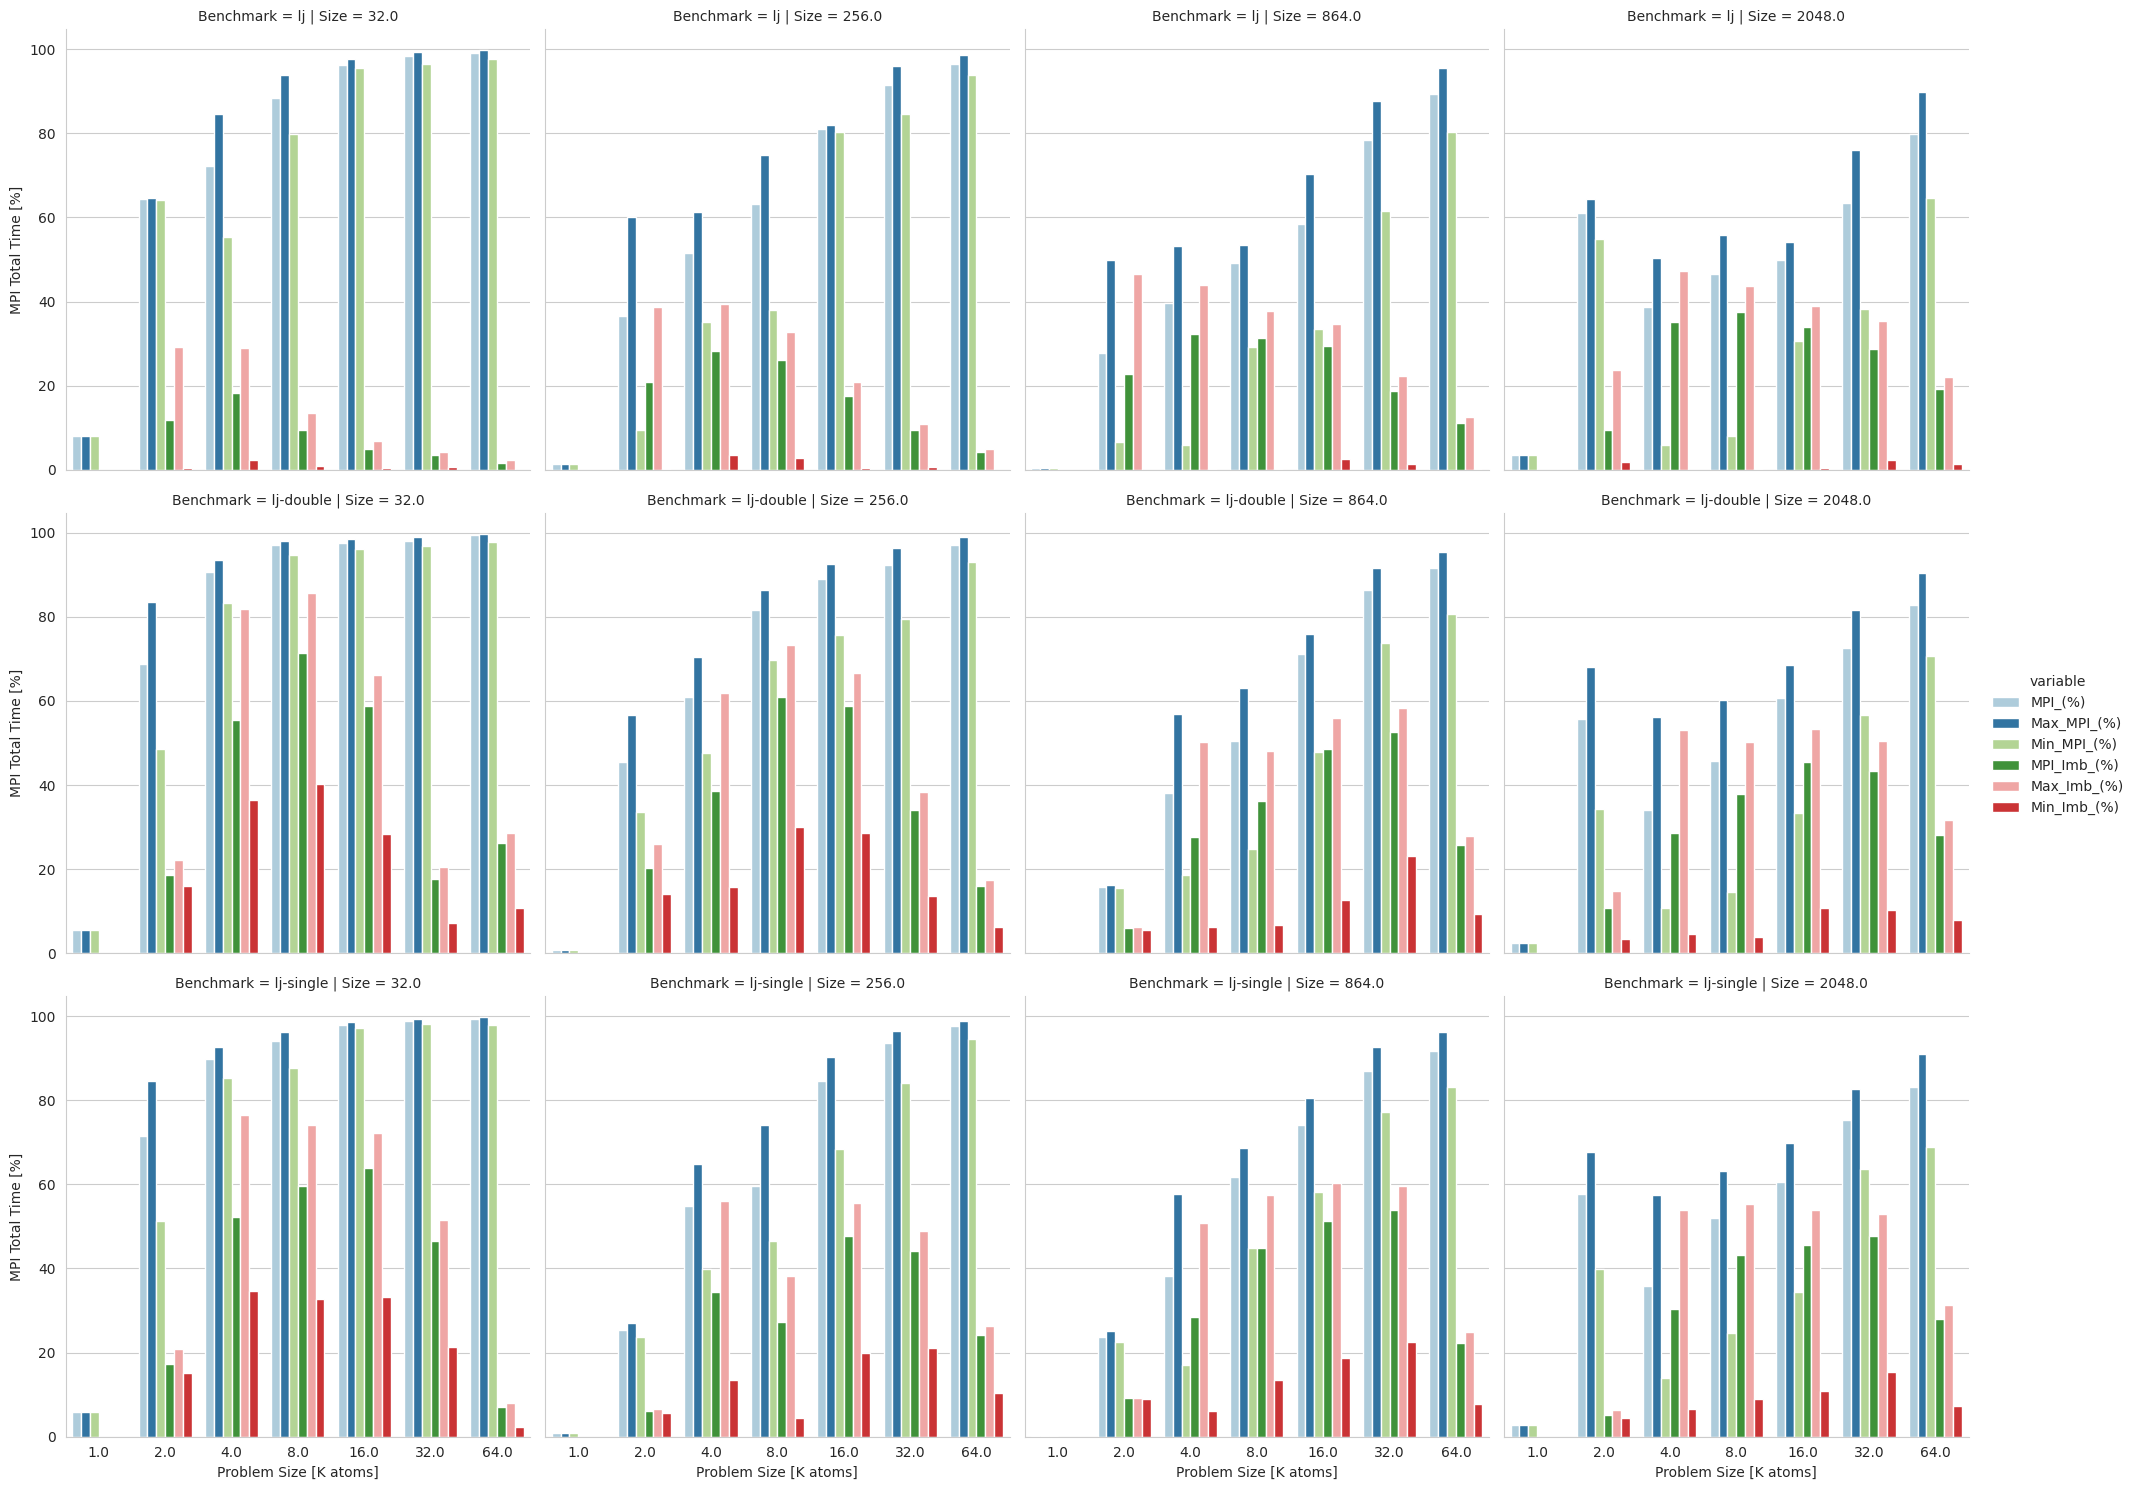 Benchmark = lj | Size = 32.0
Benchmark = lj | Size = 256.0
Benchmark = lj | Size = 864.0
Benchmark = lj | Size = 2048.0
100
80
60
40
20
0
MPI Total Time [%]
Benchmark = lj-double | Size = 32.0
Benchmark = lj-double | Size = 256.0
Benchmark = lj-double | Size = 864.0
Benchmark = lj-double | Size = 2048.0
100
80
60
40
20
0
MPI Total Time [%]
variable
MPI_(%)
Max_MPI_(%)
Min_MPI_(%)
MPI_Imb_(%)
Max_Imb_(%)
Min_Imb_(%)
Benchmark = lj-single | Size = 32.0
Benchmark = lj-single | Size = 256.0
Benchmark = lj-single | Size = 864.0
Benchmark = lj-single | Size = 2048.0
100
80
60
40
20
0
MPI Total Time [%]
1.0 2.0 4.0 8.0 16.0 32.0 64.0
1.0 2.0 4.0 8.0 16.0 32.0 64.0
1.0 2.0 4.0 8.0 16.0 32.0 64.0
1.0 2.0 4.0 8.0 16.0 32.0 64.0
Problem Size [K atoms]
Problem Size [K atoms]
Problem Size [K atoms]
Problem Size [K atoms]